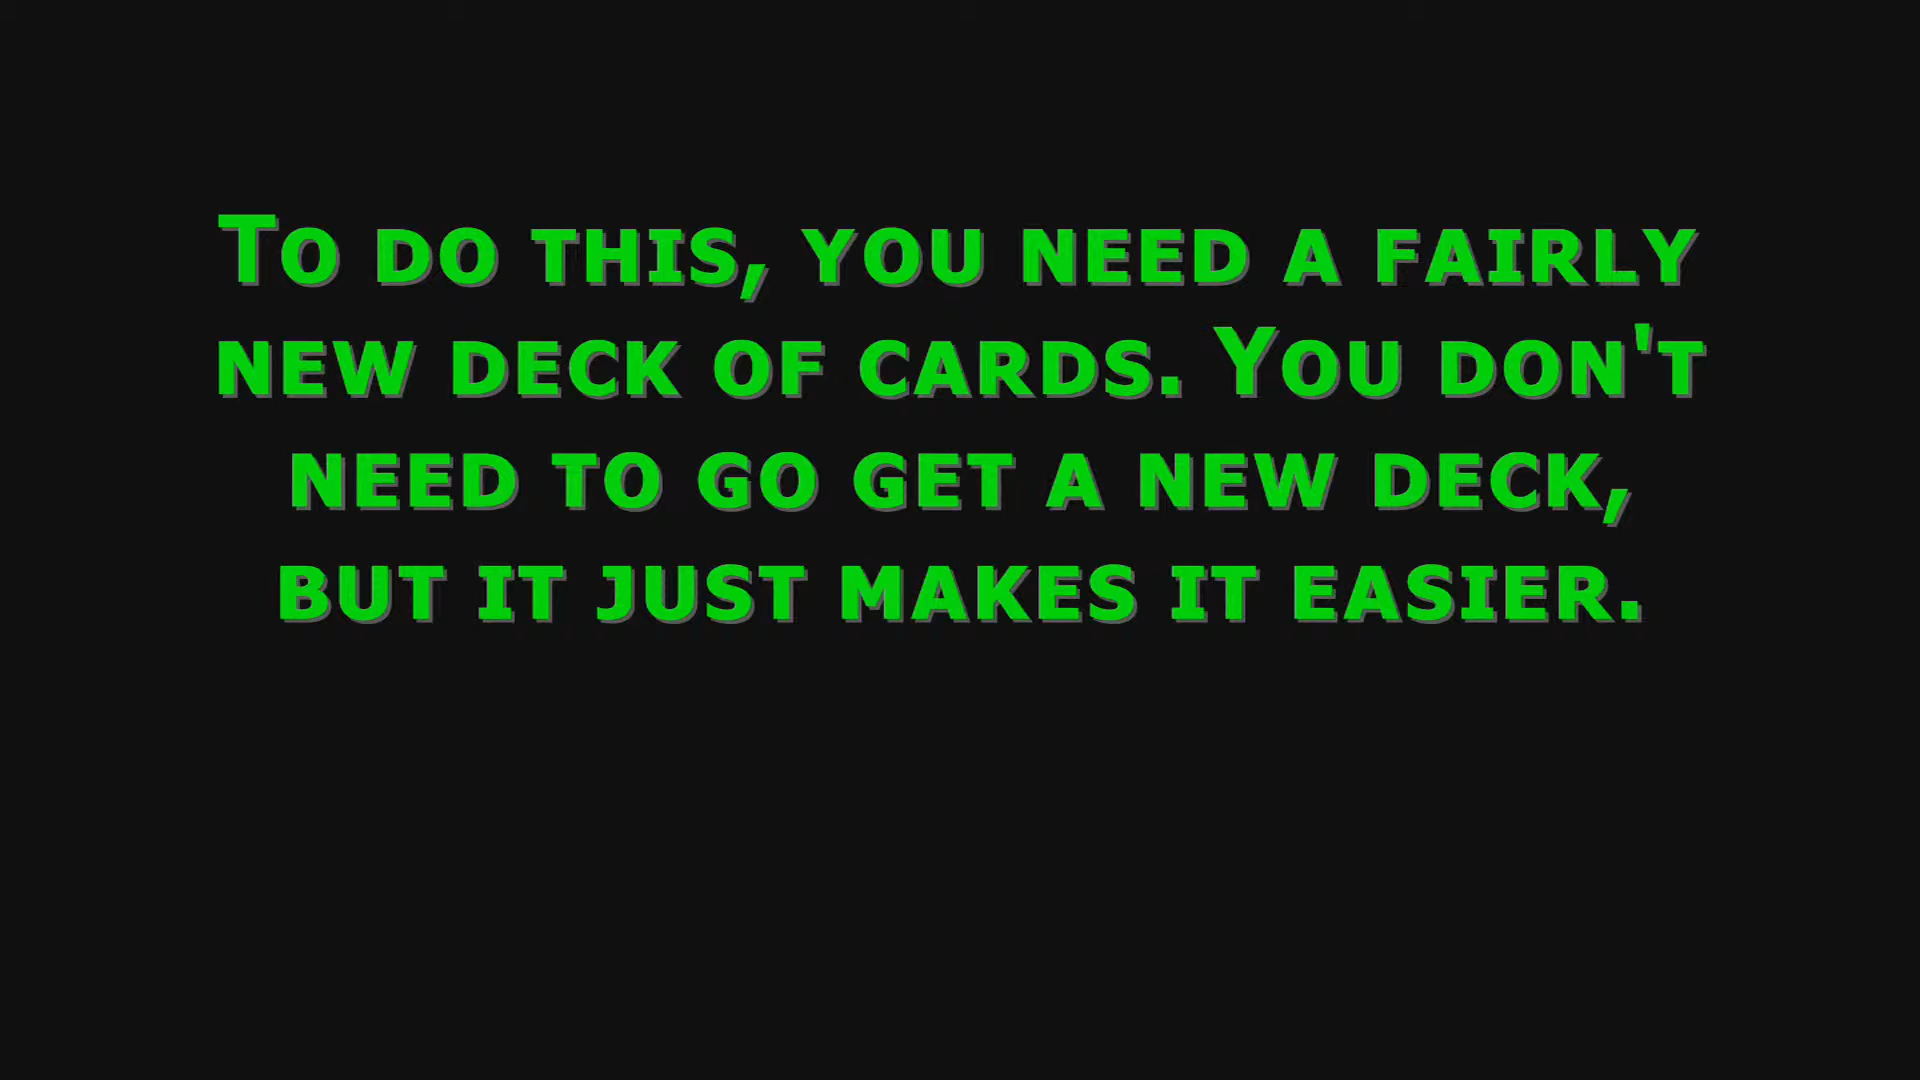 To do this, you need a fairly
new deck of cards. You don't
need to go get a new deck,
but it just makes it easier.